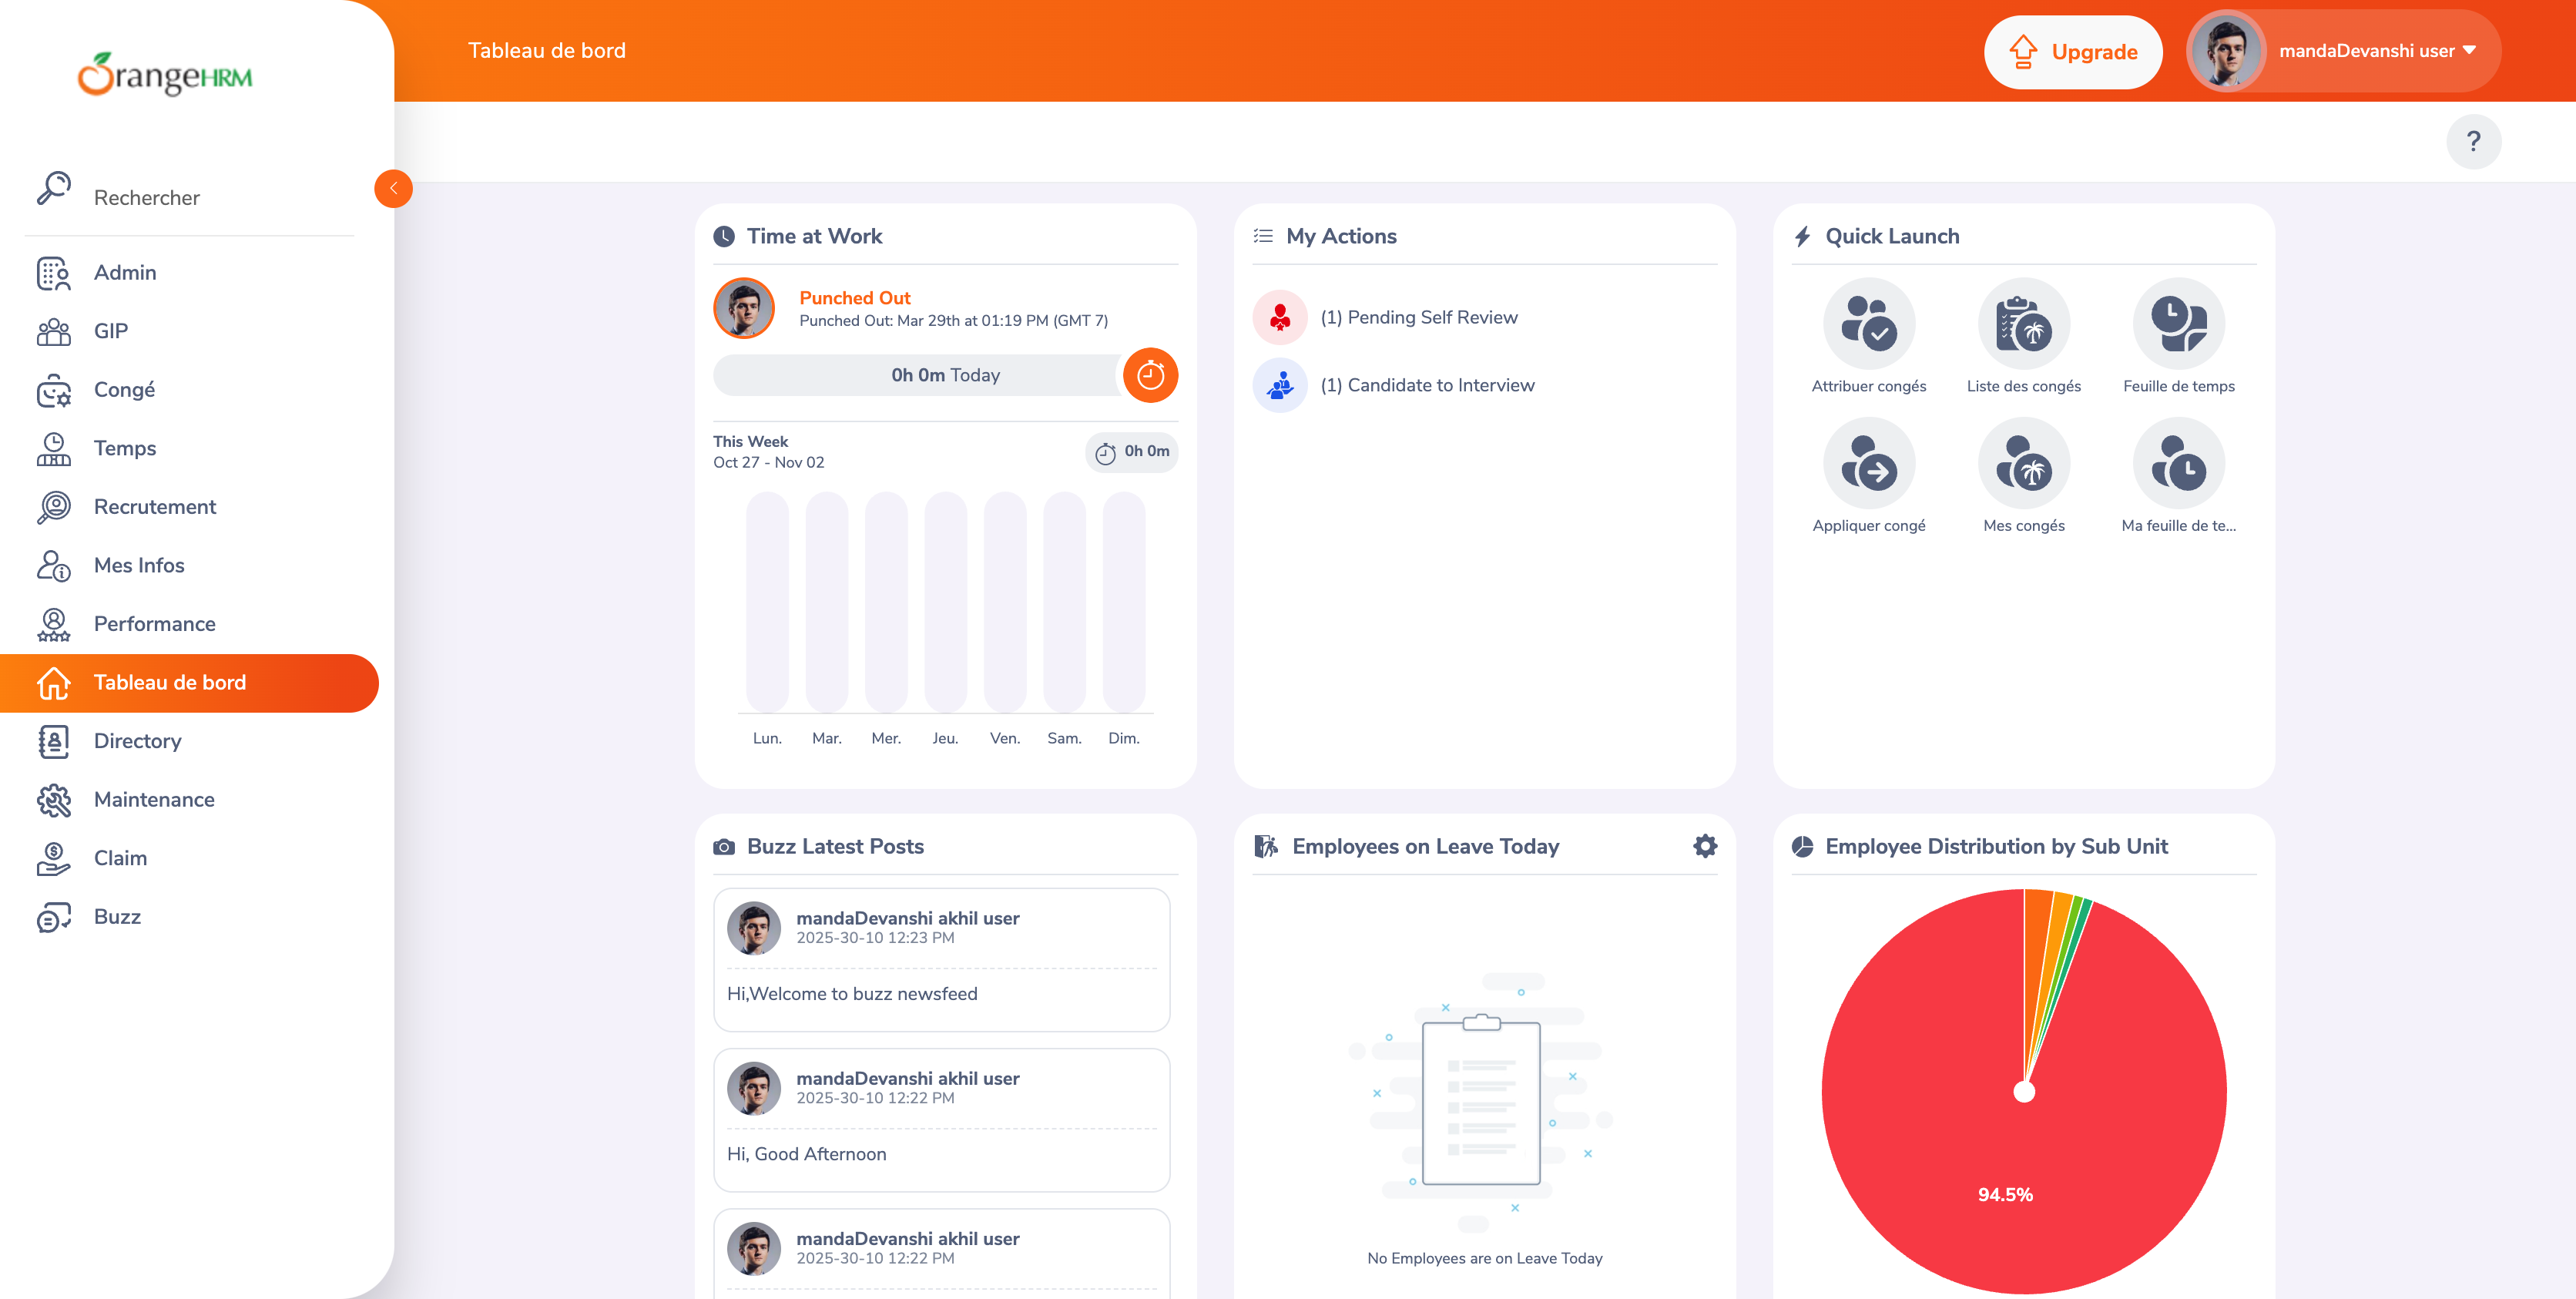 OrangeHRM
Tableau de bord
Upgrade
mandaDevanshi user
?
Rechercher
Admin
GIP
Congé
Temps
Recrutement
Mes Infos
Performance
Tableau de bord
Directory
Maintenance
Claim
Buzz
Time at Work
Punched Out
Punched Out: Mar 29th at 01:19 PM (GMT 7)
0h 0m Today
This Week
Oct 27 - Nov 02
0h 0m
Lun. Mar. Mer. Jeu. Ven. Sam. Dim.
My Actions
(1) Pending Self Review
(1) Candidate to Interview
Quick Launch
Attribuer congés Liste des congés Feuille de temps
Appliquer congé Mes congés Ma feuille de te...
Buzz Latest Posts
mandaDevanshi akhil user
2025-30-10 12:23 PM
Hi,Welcome to buzz newsfeed
mandaDevanshi akhil user
2025-30-10 12:22 PM
Hi, Good Afternoon
mandaDevanshi akhil user
2025-30-10 12:22 PM
Employees on Leave Today
No Employees are on Leave Today
Employee Distribution by Sub Unit
94.5%